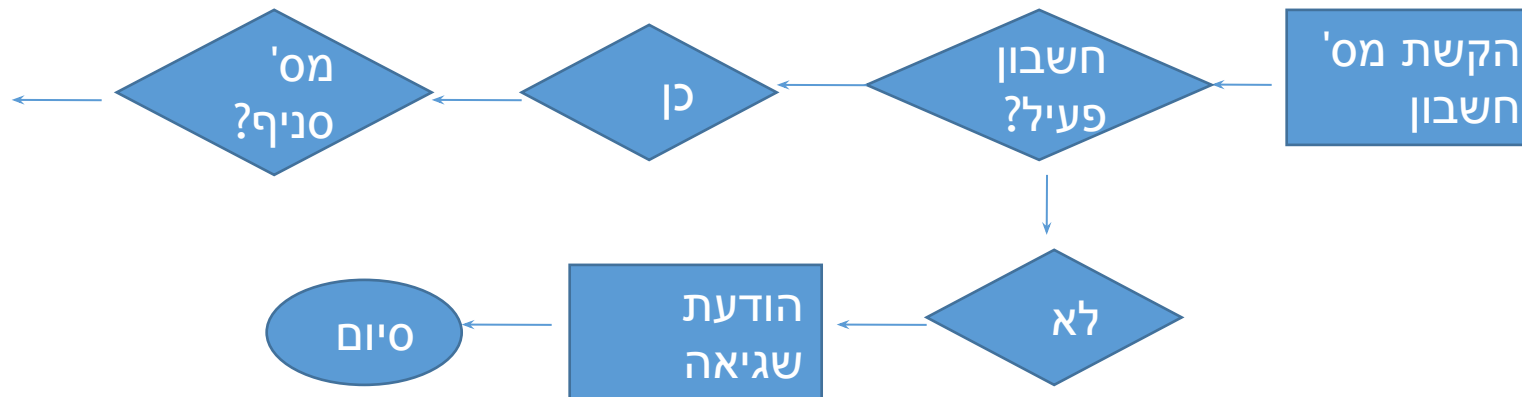 הקשת מס'
חשבון
חשבון
פעיל?
כן
מס'
סניף?
לא
הודעת
שגיאה
סיום